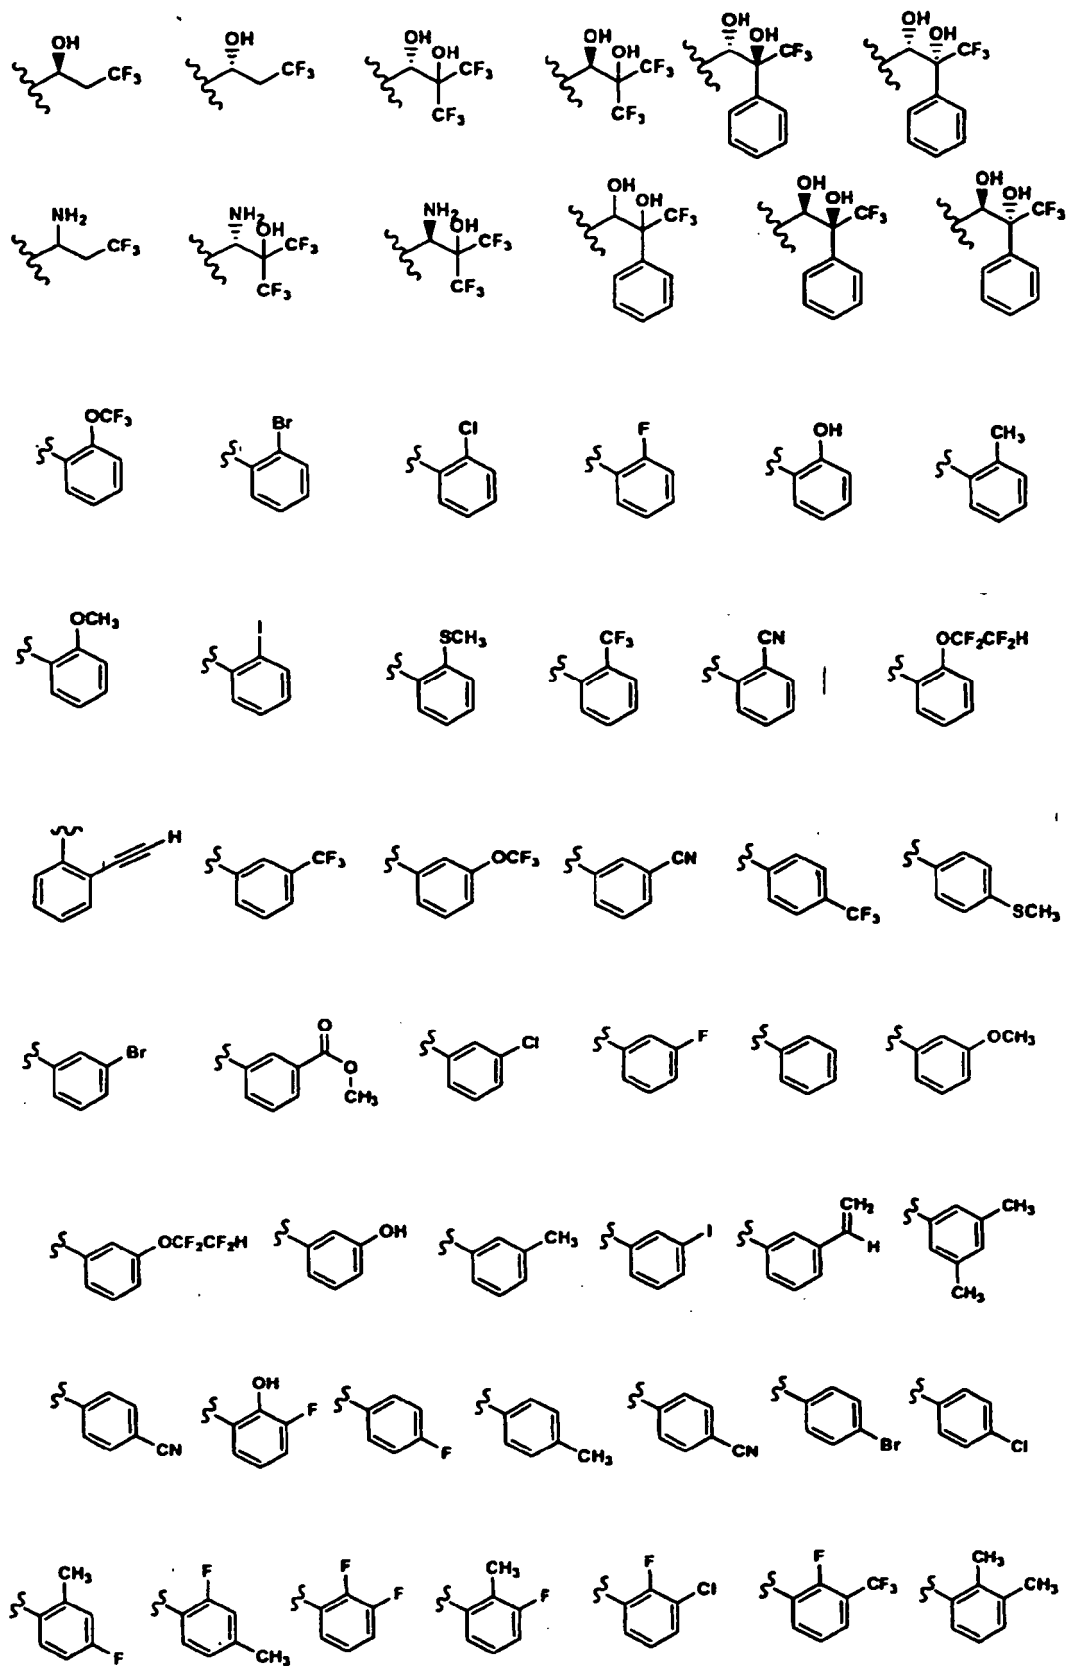 OH CF₃ OH CF₃ OH OH CF₃ CF₃ OH OH CF₃ CF₃ OH OH CF₃ OH OH CF₃
NH₂ CF₃ NH₂ OH CF₃ CF₃ NH₂ OH CF₃ CF₃ OH OH CF₃ OH OH CF₃ OH OH CF₃
OCF₃ Br Cl F OH CH₃
OCH₃ I SCH₃ CF₃ CN OCF₂CF₂H
H CF₃ OCF₃ CN CF₃ SCH₃
Br O O CH₃ Cl F OCH₃
OCF₂CF₂H OH CH₃ I CH₂ H CH₃ CH₃
CN OH F F CH₃ CN Br Cl
CH₃ F F CH₃ F F CH₃ F F Cl F CF₃ CH₃ CH₃